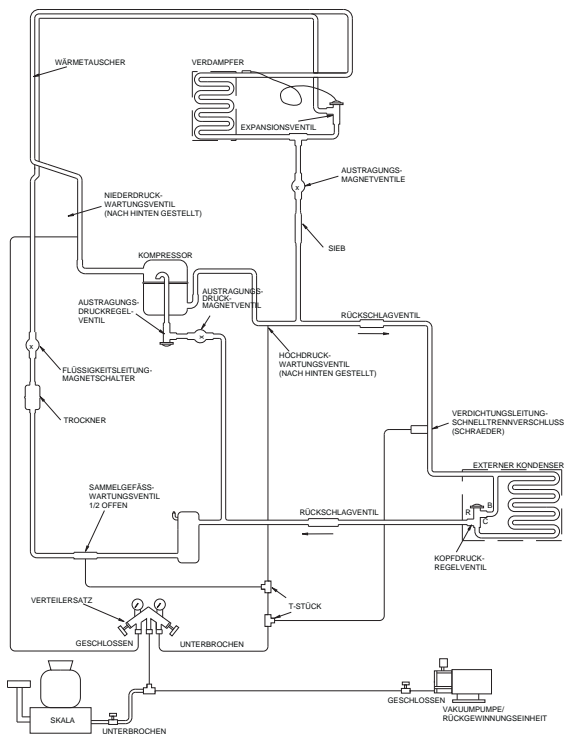 WÄRMETAUSCHER
VERDAMPFER
EXPANSIONSVENTIL
AUSTRAGUNGS-
MAGNETVENTILE
NIEDERDRUCK-
WARTUNGSVENTIL
(NACH HINTEN GESTELLT)
SIEB
KOMPRESSOR
AUSTRAGUNGS-
DRUCKREGEL-
VENTIL
AUSTRAGUNGS-
DRUCK-
MAGNETVENTIL
RÜCKSCHLAGVENTIL
HOCHDRUCK-
WARTUNGSVENTIL
(NACH HINTEN GESTELLT)
X
X
X
FLÜSSIGKEITSLEITUNG-
MAGNETSCHALTER
TROCKNER
VERDICHTUNGSLEITUNG-
SCHNELLTRENNVERSCHLUSS
(SCHRAEDER)
EXTERNER KONDENSER
SAMMELGEFÄSS-
WARTUNGSVENTIL
1/2 OFFEN
RÜCKSCHLAGVENTIL
R
B
C
KOPFDRUCK-
REGELVENTIL
VERTEILERSATZ
T-STÜCK
GESCHLOSSEN
UNTERBROCHEN
SKALA
UNTERBROCHEN
GESCHLOSSEN
VAKUUMPUMPE/
RÜCKGEWINNUNGSEINHEIT